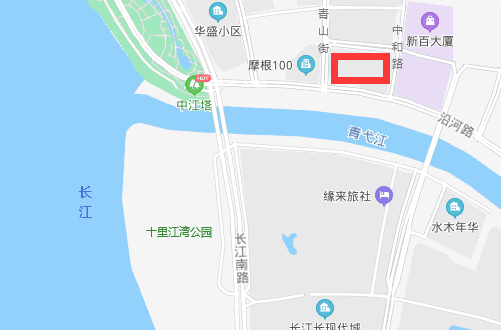 华盛小区
青山街
中和路
新百大厦
摩根100
HOT
中江塔
沿河路
青弋江
长江
缘来旅社
水木年华
十里江湾公园
长江南路
长江长现代城